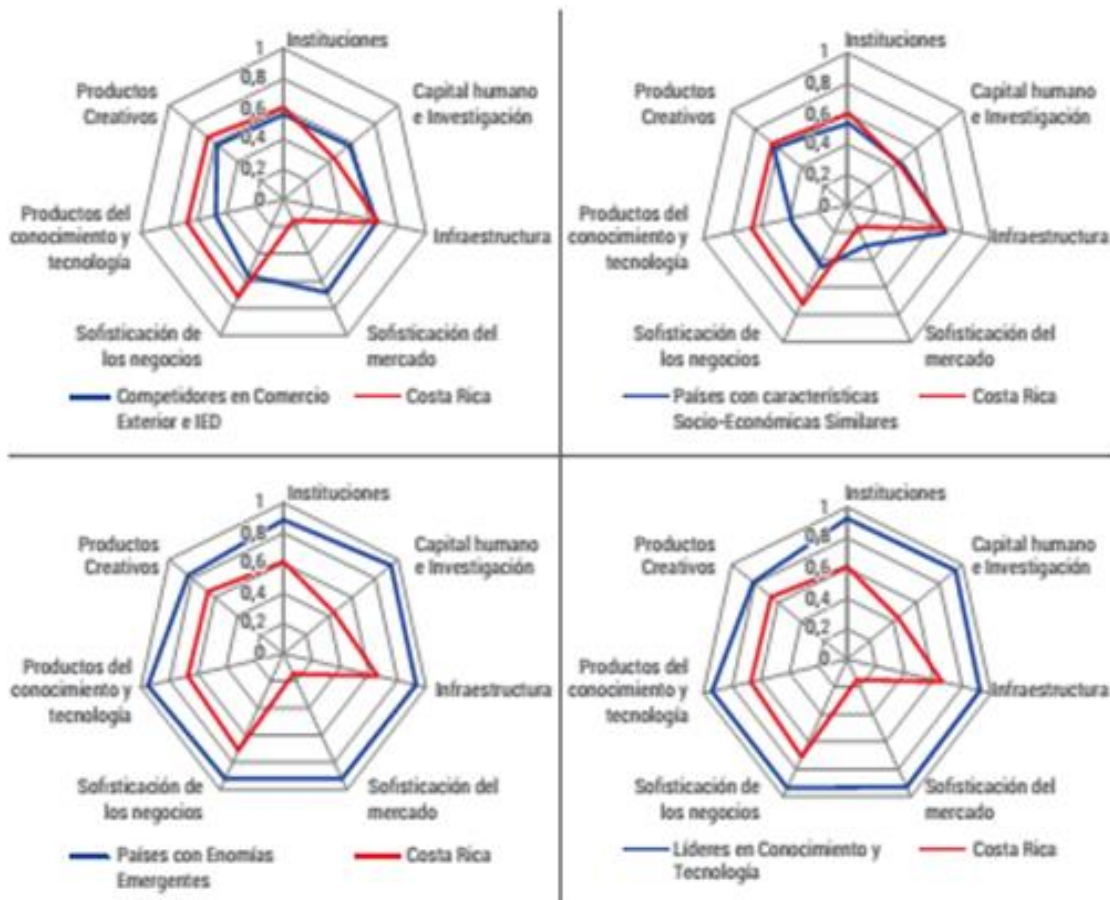 Instituciones
Capital humano
e Investigación
Infraestructura
Sofisticación del
mercado
Sofisticación de
los negocios
Productos del
conocimiento y
tecnología
Productos
Creativos
1
0,8
0,6
0,4
0,2
0
Competidores en Comercio
Exterior e IED
Costa Rica
Instituciones
Capital humano
e Investigación
Infraestructura
Sofisticación del
mercado
Sofisticación de
los negocios
Productos del
conocimiento y
tecnología
Productos
Creativos
1
0,8
0,6
0,4
0,2
0
Países con características
Socio-Económicas Similares
Costa Rica
Instituciones
Capital humano
e Investigación
Infraestructura
Sofisticación del
mercado
Sofisticación de
los negocios
Productos del
conocimiento y
tecnología
Productos
Creativos
1
0,8
0,6
0,4
0,2
0
Países con Enomías
Emergentes
Costa Rica
Instituciones
Capital humano
e Investigación
Infraestructura
Sofisticación del
mercado
Sofisticación de
los negocios
Productos del
conocimiento y
tecnología
Productos
Creativos
1
0,8
0,6
0,4
0,2
0
Líderes en Conocimiento y
Tecnología
Costa Rica